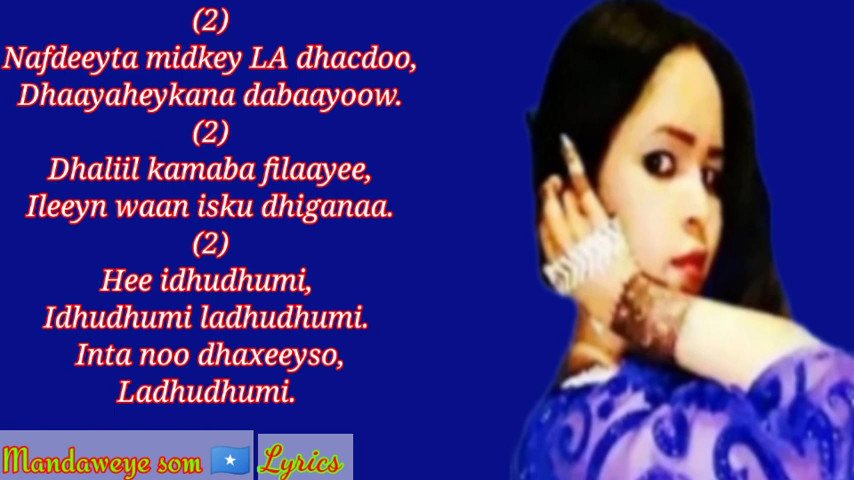 (2)
Nafdeeyta midkey LA dhacdoo,
Dhaayaheykana dabaayoow.
(2)
Dhaliil kamaba filaayee,
Ileeyn waan isku dhiganaa.
(2)
Hee idhudhumi,
Idhudhumi ladhudhumi.
Inta noo dhaxeeyso,
Ladhudhumi.
Mandaweye som 🇸🇴 Lyrics